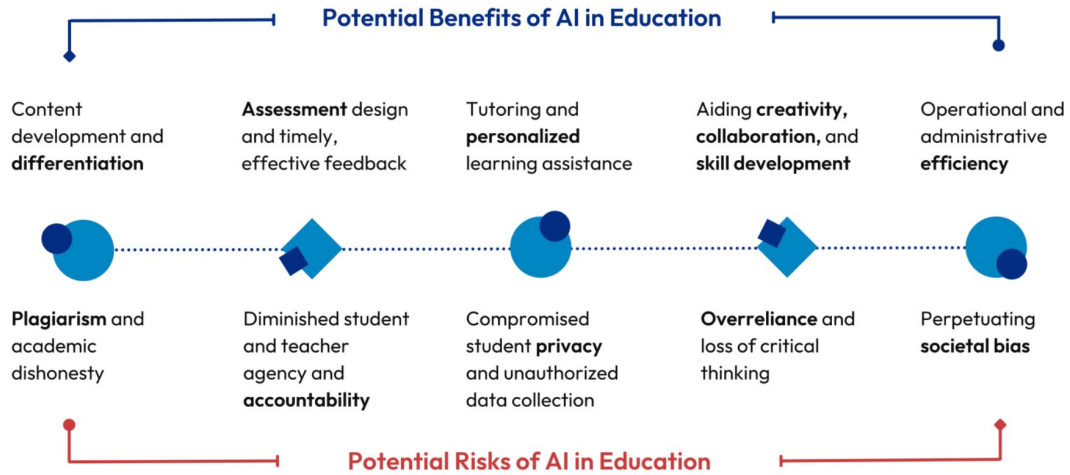 Potential Benefits of AI in Education
Content
development and
differentiation
Assessment design
and timely,
effective feedback
Tutoring and
personalized
learning assistance
Aiding creativity,
collaboration, and
skill development
Operational and
administrative
efficiency
Plagiarism and
academic
dishonesty
Diminished student
and teacher
agency and
accountability
Compromised
student privacy
and unauthorized
data collection
Overreliance and
loss of critical
thinking
Perpetuating
societal bias
Potential Risks of AI in Education